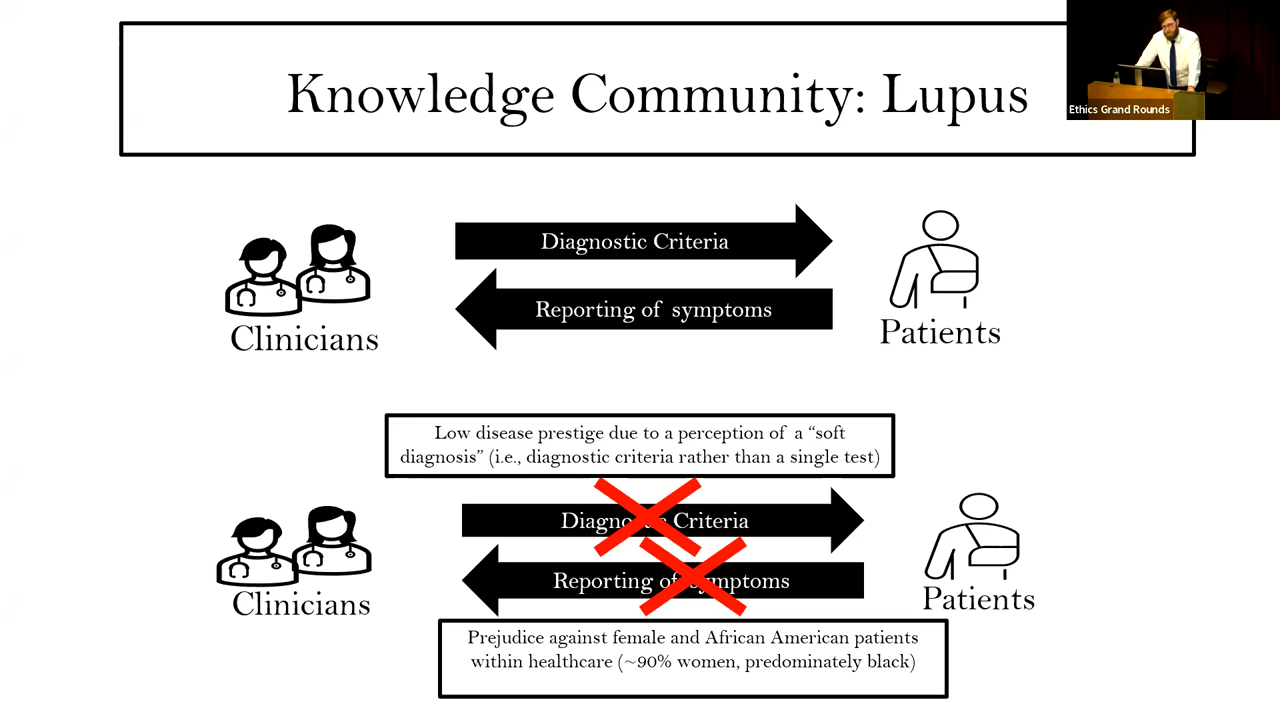 Knowledge Community: Lupus
Ethics Grand Rounds
Diagnostic Criteria
Reporting of symptoms
Clinicians
Patients
Low disease prestige due to a perception of a “soft
diagnosis” (i.e., diagnostic criteria rather than a single test)
Diagnostic Criteria
Reporting of symptoms
Clinicians
Patients
Prejudice against female and African American patients
within healthcare (~90% women, predominately black)